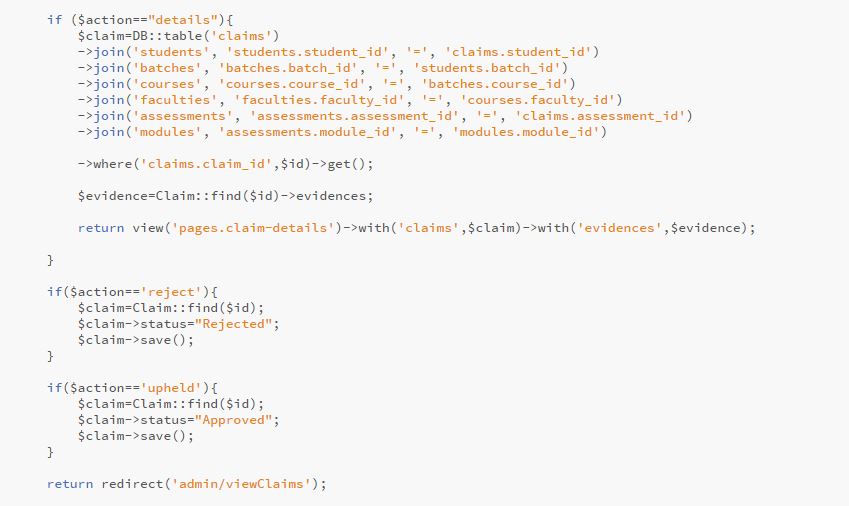 if ($action=="details"){
$claim=DB::table('claims')
->join('students', 'students.student_id', '=', 'claims.student_id')
->join('batches', 'batches.batch_id', '=', 'students.batch_id')
->join('courses', 'courses.course_id', '=', 'batches.course_id')
->join('faculties', 'faculties.faculty_id', '=', 'courses.faculty_id')
->join('assessments', 'assessments.assessment_id', '=', 'claims.assessment_id')
->join('modules', 'assessments.module_id', '=', 'modules.module_id')
->where('claims.claim_id',$id)->get();
$evidence=Claim::find($id)->evidences;
return view('pages.claim-details')->with('claims',$claim)->with('evidences',$evidence);
}
if($action=='reject'){
$claim=Claim::find($id);
$claim->status="Rejected";
$claim->save();
}
if($action=='upheld'){
$claim=Claim::find($id);
$claim->status="Approved";
$claim->save();
}
return redirect('admin/viewClaims');